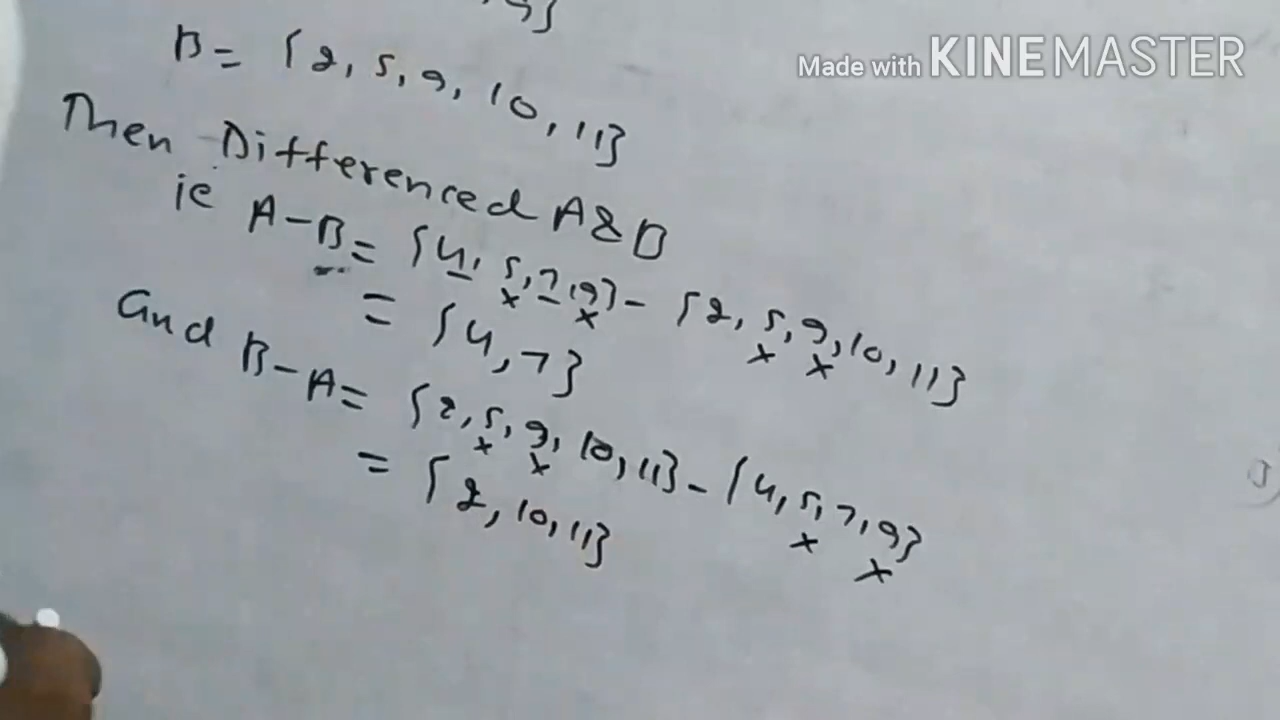 Made with KINEMASTER
B = {2, 5, 9, 10, 11}
Then Differenced A & B
ie A-B = {4, 5, 7, 9} - {2, 5, 9, 10, 11}
= {4, 7}
and B-A = {2, 5, 9, 10, 11} - {4, 5, 7, 9}
= {2, 10, 11}